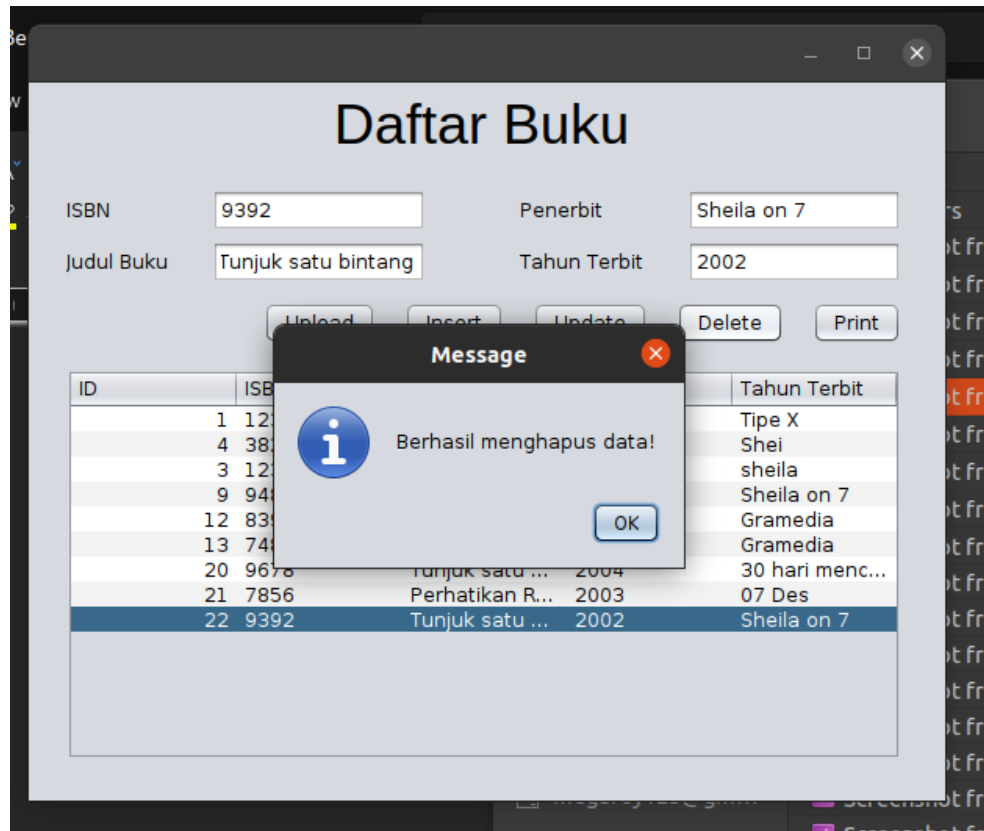 Daftar Buku
ISBN 9392 Penerbit Sheila on 7
Judul Buku Tunjuk satu bintang Tahun Terbit 2002
Upload Insert Update Delete Print
Message
Berhasil menghapus data!
OK
ID Tahun Terbit
1 Tipe X
4 Shei
3 sheila
9 Sheila on 7
12 Gramedia
13 Gramedia
20 9678 Tunjuk satu ... 2004 30 hari menc...
21 7856 Perhatikan R... 2003 07 Des
22 9392 Tunjuk satu ... 2002 Sheila on 7